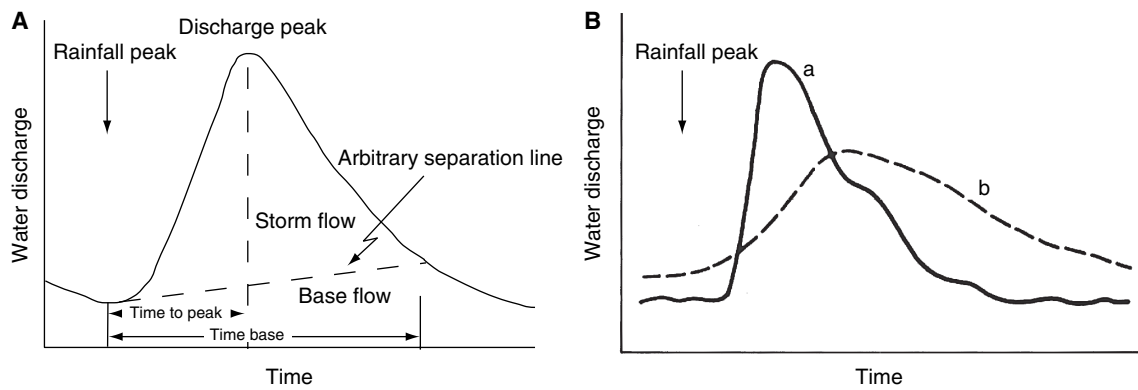 A
Discharge peak
Rainfall peak
Arbitrary separation line
Storm flow
Base flow
Time to peak
Time base
Water discharge
Time
B
Rainfall peak
a
b
Water discharge
Time